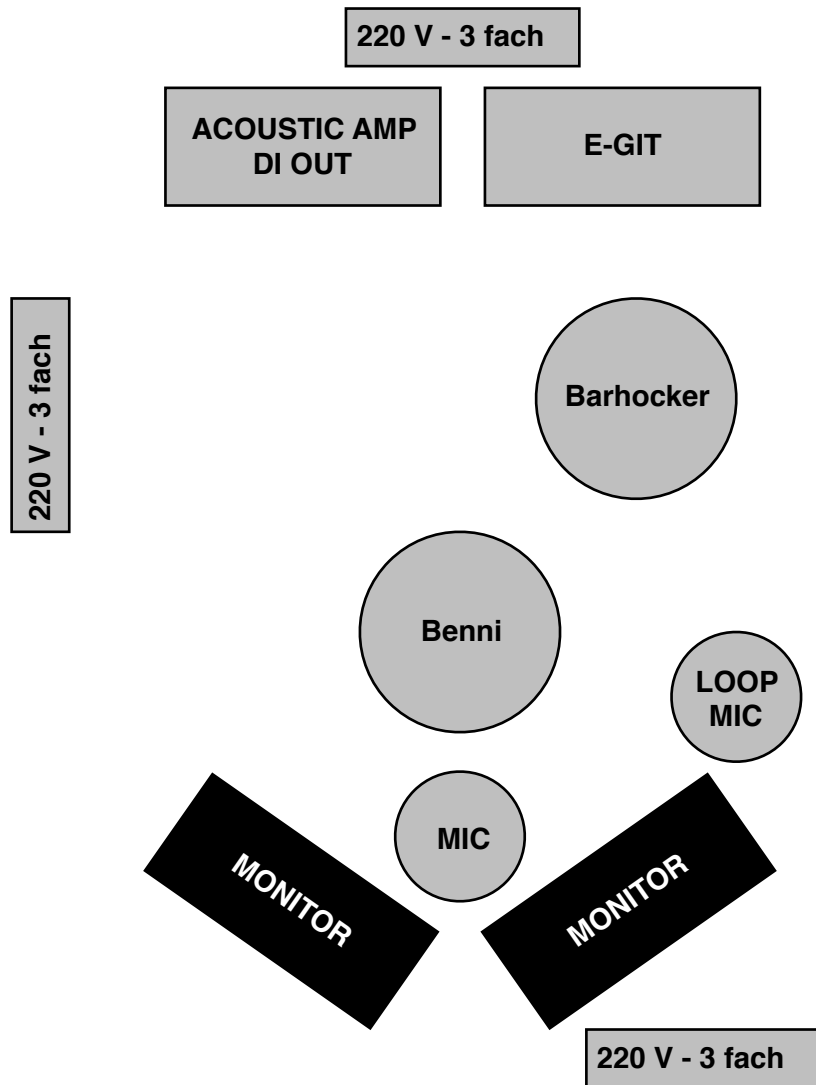 220 V - 3 fach
ACOUSTIC AMP
DI OUT
E-GIT
220 V - 3 fach
Barhocker
Benni
LOOP
MIC
MIC
MONITOR
MONITOR
220 V - 3 fach